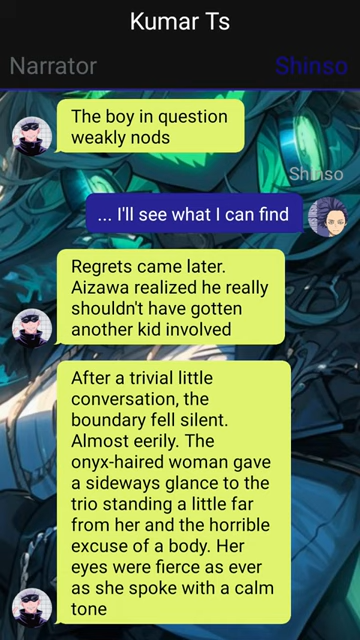 Kumar Ts
Narrator Shinso
The boy in question
weakly nods
Shinso
... I'll see what I can find
Regrets came later.
Aizawa realized he really
shouldn't have gotten
another kid involved
After a trivial little
conversation, the
boundary fell silent.
Almost eerily. The
onyx-haired woman gave
a sideways glance to the
trio standing a little far
from her and the horrible
excuse of a body. Her
eyes were fierce as ever
as she spoke with a calm
tone